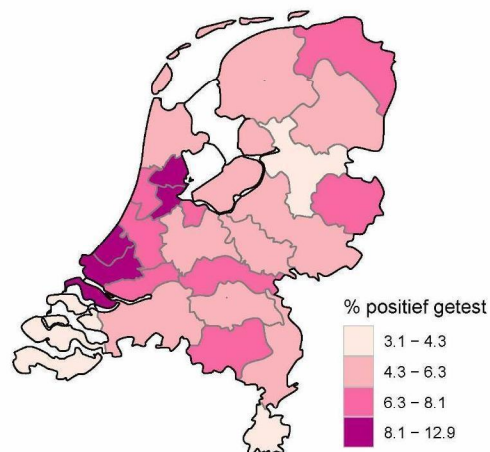 % positief getest
3.1 – 4.3
4.3 – 6.3
6.3 – 8.1
8.1 – 12.9